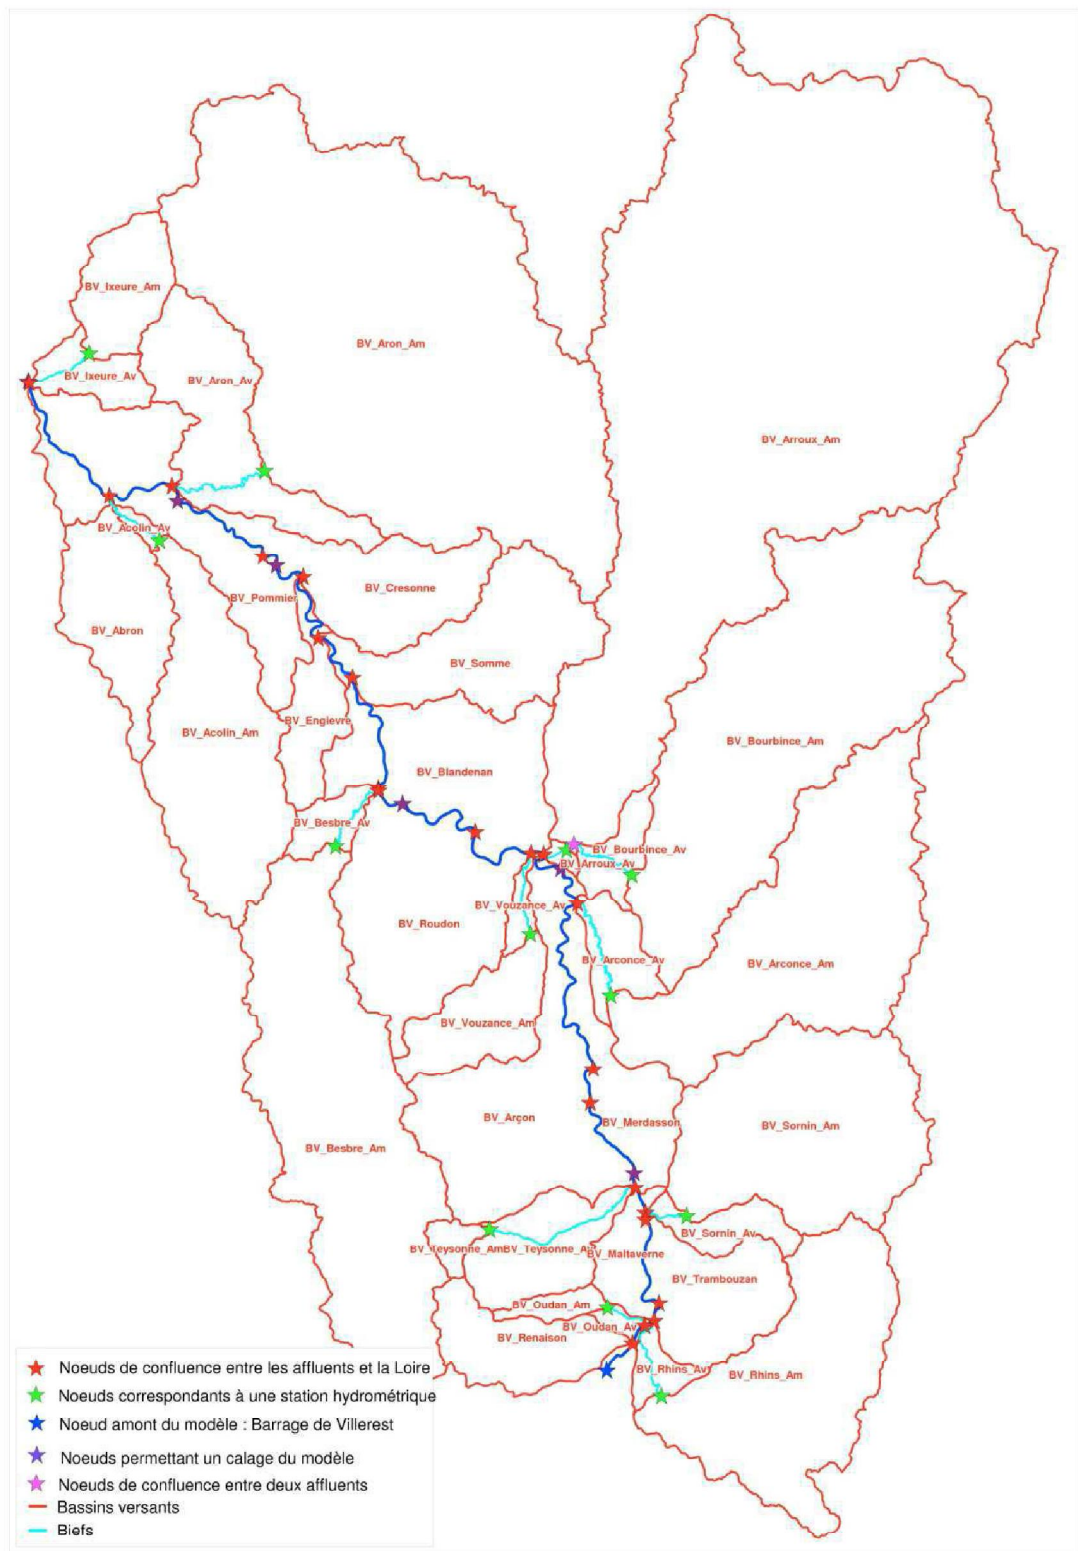 BV_Ixeure_Am
BV_Aron_Am
BV_Ixeure_Av
BV_Aron_Av
BV_Arroux_Am
BV_Acolin_Av
BV_Cresonne
BV_Pommier
BV_Abron
BV_Somme
BV_Engievre
BV_Acolin_Am
BV_Bourbince_Am
BV_Blandenan
BV_Besbre_Av
BV_Bourbince_Av
BV_Arroux_Av
BV_Vouzance_Av
BV_Roudon
BV_Arconce_Av
BV_Arconce_Am
BV_Vouzance_Am
BV_Arçon
BV_Merdasson
BV_Sornin_Am
BV_Besbre_Am
BV_Sornin_Av
BV_Teysonne_Am
BV_Teysonne_Av
BV_Maltaverne
BV_Trambouzan
BV_Oudan_Am
BV_Oudan_Av
BV_Renaison
BV_Rhins_Av
BV_Rhins_Am
Noeuds de confluence entre les affluents et la Loire
Noeuds correspondants à une station hydrométrique
Noeud amont du modèle : Barrage de Villerest
Noeuds permettant un calage du modèle
Noeuds de confluence entre deux affluents
Bassins versants
Biefs